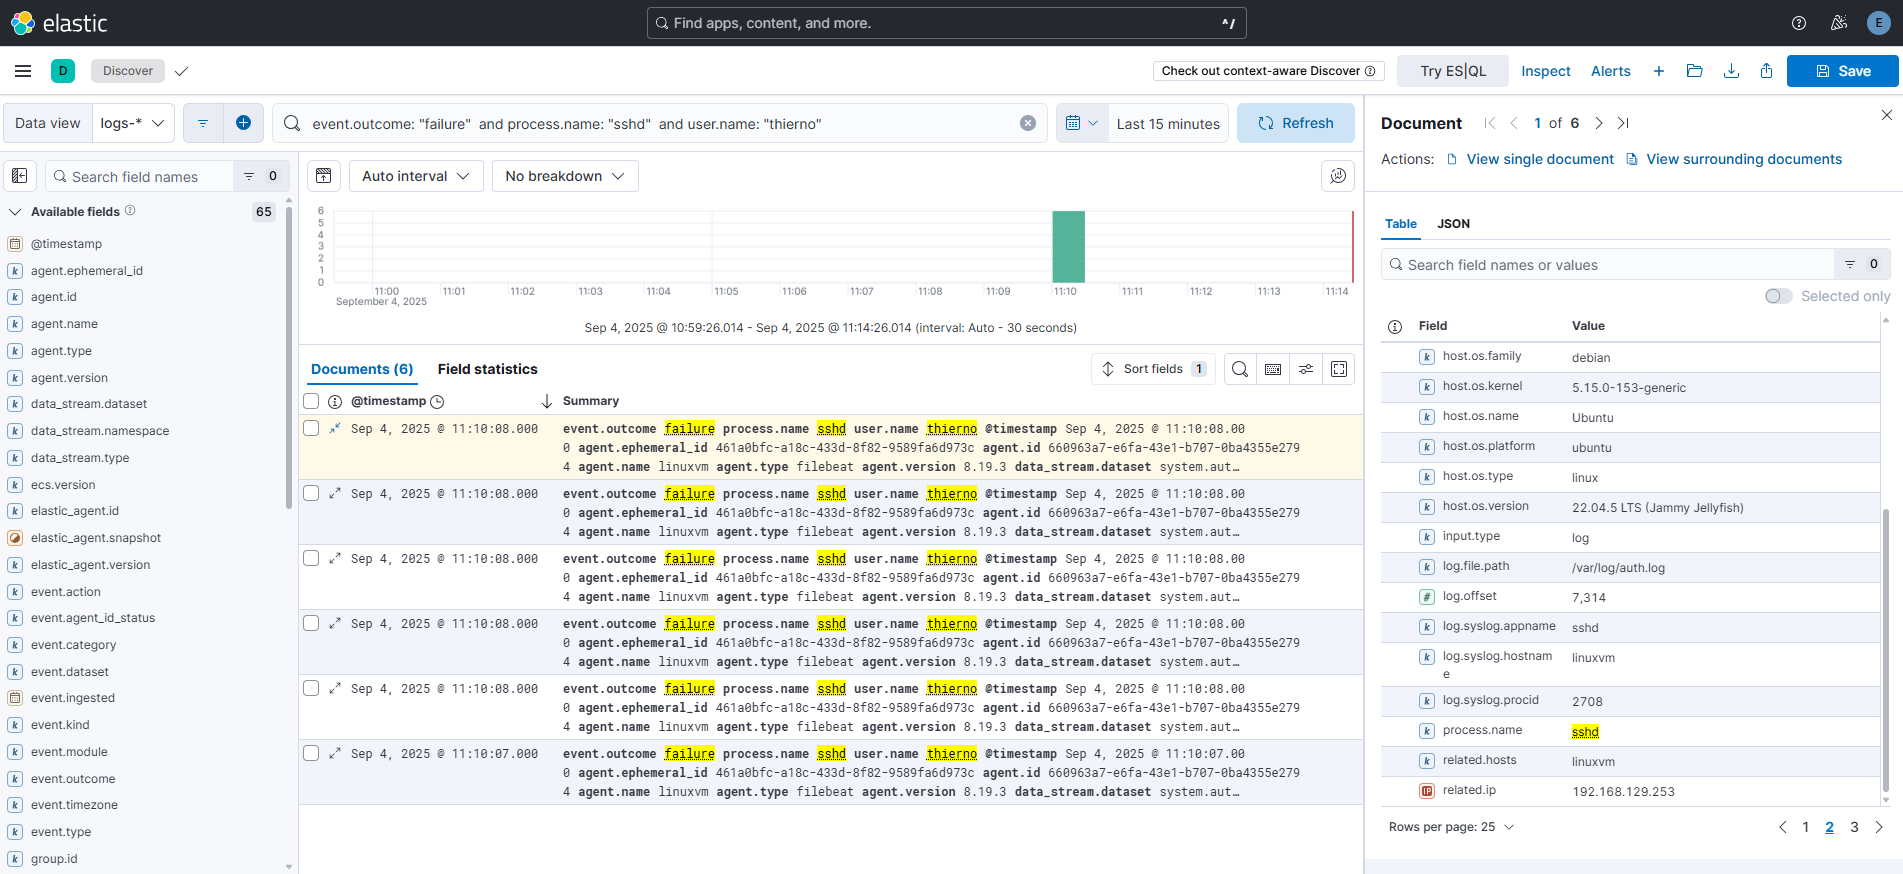 elastic
Find apps, content, and more.
^/
E
D
Discover
Check out context-aware Discover
Try ES|QL
Inspect
Alerts
Save
Data view
logs-*
event.outcome: "failure" and process.name: "sshd" and user.name: "thierno"
Last 15 minutes
Refresh
Search field names
0
Available fields
65
@timestamp
agent.ephemeral_id
agent.id
agent.name
agent.type
agent.version
data_stream.dataset
data_stream.namespace
data_stream.type
ecs.version
elastic_agent.id
elastic_agent.snapshot
elastic_agent.version
event.action
event.agent_id_status
event.category
event.dataset
event.ingested
event.kind
event.module
event.outcome
event.timezone
event.type
group.id
Auto interval
No breakdown
6
5
4
3
2
1
0
11:00
11:01
11:02
11:03
11:04
11:05
11:06
11:07
11:08
11:09
11:10
11:11
11:12
11:13
11:14
September 4, 2025
Sep 4, 2025 @ 10:59:26.014 - Sep 4, 2025 @ 11:14:26.014 (interval: Auto - 30 seconds)
Documents (6)
Field statistics
Sort fields 1
@timestamp
Summary
Sep 4, 2025 @ 11:10:08.000
event.outcome failure process.name sshd user.name thierno @timestamp Sep 4, 2025 @ 11:10:08.00
0 agent.ephemeral_id 461a0bfc-a18c-433d-8f82-9589fa6d973c agent.id 660963a7-e6fa-43e1-b707-0ba4355e279
4 agent.name linuxvm agent.type filebeat agent.version 8.19.3 data_stream.dataset system.aut…
Sep 4, 2025 @ 11:10:08.000
event.outcome failure process.name sshd user.name thierno @timestamp Sep 4, 2025 @ 11:10:08.00
0 agent.ephemeral_id 461a0bfc-a18c-433d-8f82-9589fa6d973c agent.id 660963a7-e6fa-43e1-b707-0ba4355e279
4 agent.name linuxvm agent.type filebeat agent.version 8.19.3 data_stream.dataset system.aut…
Sep 4, 2025 @ 11:10:08.000
event.outcome failure process.name sshd user.name thierno @timestamp Sep 4, 2025 @ 11:10:08.00
0 agent.ephemeral_id 461a0bfc-a18c-433d-8f82-9589fa6d973c agent.id 660963a7-e6fa-43e1-b707-0ba4355e279
4 agent.name linuxvm agent.type filebeat agent.version 8.19.3 data_stream.dataset system.aut…
Sep 4, 2025 @ 11:10:08.000
event.outcome failure process.name sshd user.name thierno @timestamp Sep 4, 2025 @ 11:10:08.00
0 agent.ephemeral_id 461a0bfc-a18c-433d-8f82-9589fa6d973c agent.id 660963a7-e6fa-43e1-b707-0ba4355e279
4 agent.name linuxvm agent.type filebeat agent.version 8.19.3 data_stream.dataset system.aut…
Sep 4, 2025 @ 11:10:08.000
event.outcome failure process.name sshd user.name thierno @timestamp Sep 4, 2025 @ 11:10:08.00
0 agent.ephemeral_id 461a0bfc-a18c-433d-8f82-9589fa6d973c agent.id 660963a7-e6fa-43e1-b707-0ba4355e279
4 agent.name linuxvm agent.type filebeat agent.version 8.19.3 data_stream.dataset system.aut…
Sep 4, 2025 @ 11:10:07.000
event.outcome failure process.name sshd user.name thierno @timestamp Sep 4, 2025 @ 11:10:07.00
0 agent.ephemeral_id 461a0bfc-a18c-433d-8f82-9589fa6d973c agent.id 660963a7-e6fa-43e1-b707-0ba4355e279
4 agent.name linuxvm agent.type filebeat agent.version 8.19.3 data_stream.dataset system.aut…
Document
1 of 6
Actions: View single document View surrounding documents
Table
JSON
Search field names or values
0
Selected only
Field Value
host.os.family debian
host.os.kernel 5.15.0-153-generic
host.os.name Ubuntu
host.os.platform ubuntu
host.os.type linux
host.os.version 22.04.5 LTS (Jammy Jellyfish)
input.type log
log.file.path /var/log/auth.log
log.offset 7,314
log.syslog.appname sshd
log.syslog.hostnam linuxvm
e
log.syslog.procid 2708
process.name sshd
related.hosts linuxvm
related.ip 192.168.129.253
Rows per page: 25
1 2 3